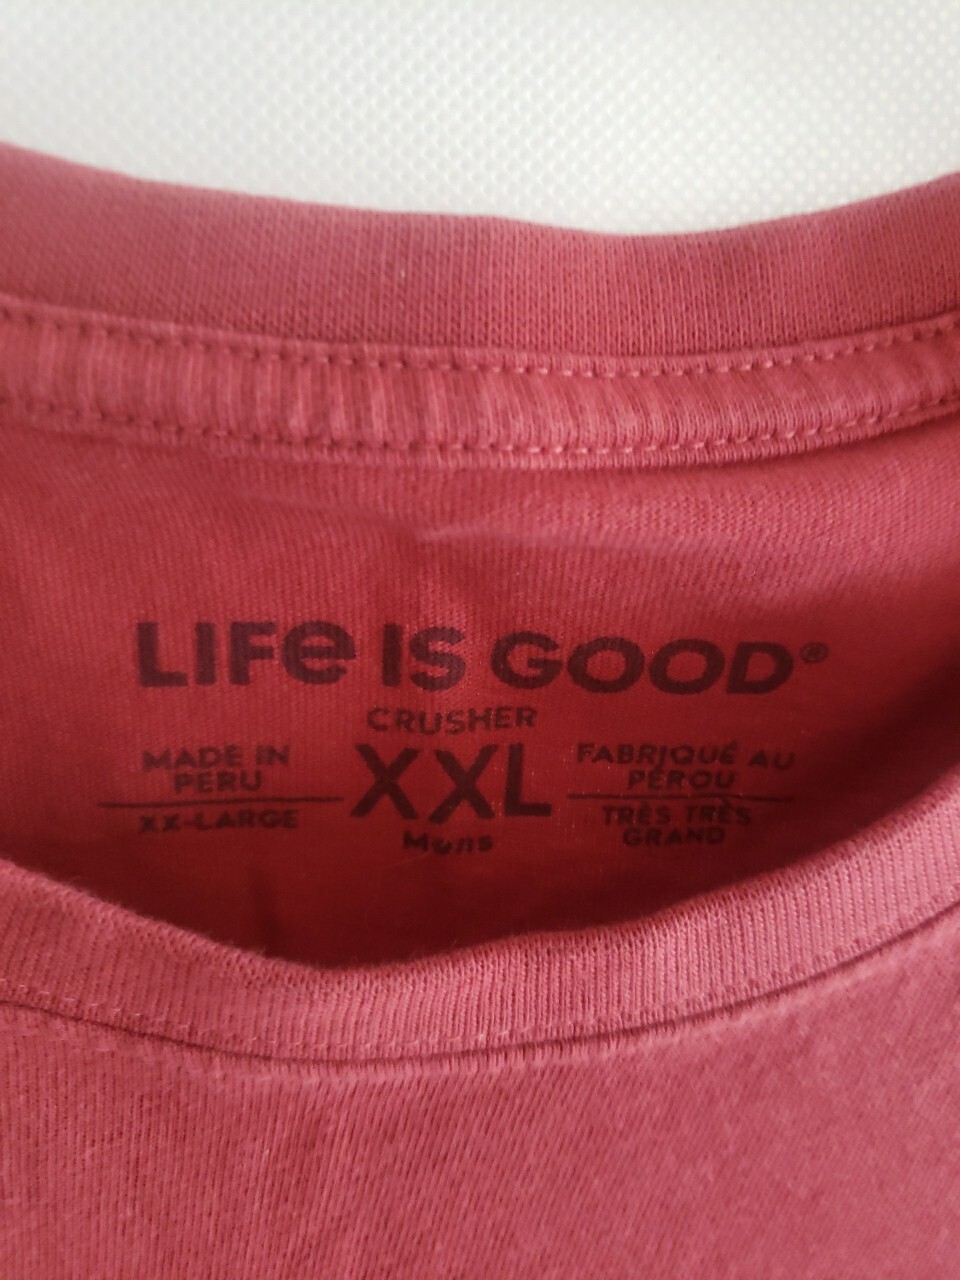 LIFe IS GOOD®
CRUSHER
MADE IN
PERU
XX-LARGE
XXL
Mens
FABRIQUÉ AU
PÉROU
TRÈS TRÈS
GRAND